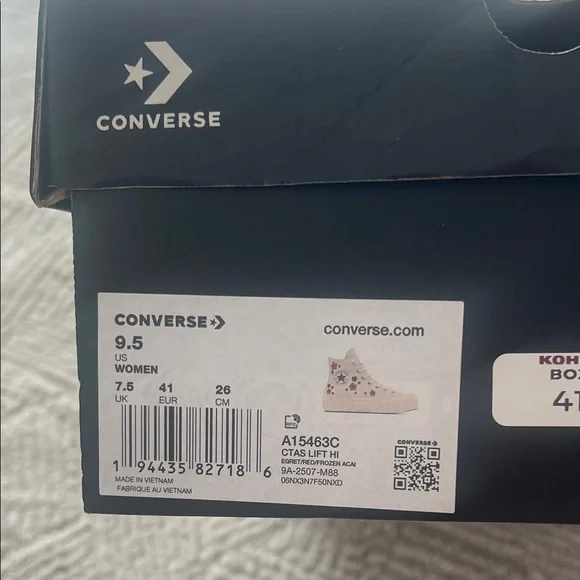 CONVERSE
CONVERSE
converse.com
9.5
US
WOMEN
7.5 41 26
UK EUR CM
RFID
A15463C
CTAS LIFT HI
EGRET/RED/FROZEN ACAI
9A-2507-M88
06NX3N7F50NXD
CONVERSE
1 94435 82718 6
MADE IN VIETNAM
FABRIQUE AU VIETNAM
KOH
BO
41